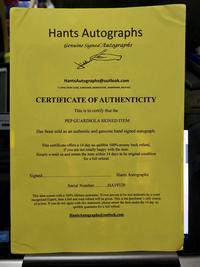 Hants Autographs
Genuine Signed Autographs
HantsAutographs@outlook.com
CERTIFICATE OF AUTHENTICITY
This is to certify that the
PEP GUARDIOLA SIGNED ITEM
Has been sold as an authentic and genuine hand signed autograph.
This certificate offers a 14 day no quibble 100% money back refund,
if you are not totally happy with the item.
Simply e-mail us and return the item within 14 days in its original condition
for a full refund.
Signed Hants Autographs
Serial Number
HantsAutographs@outlook.com